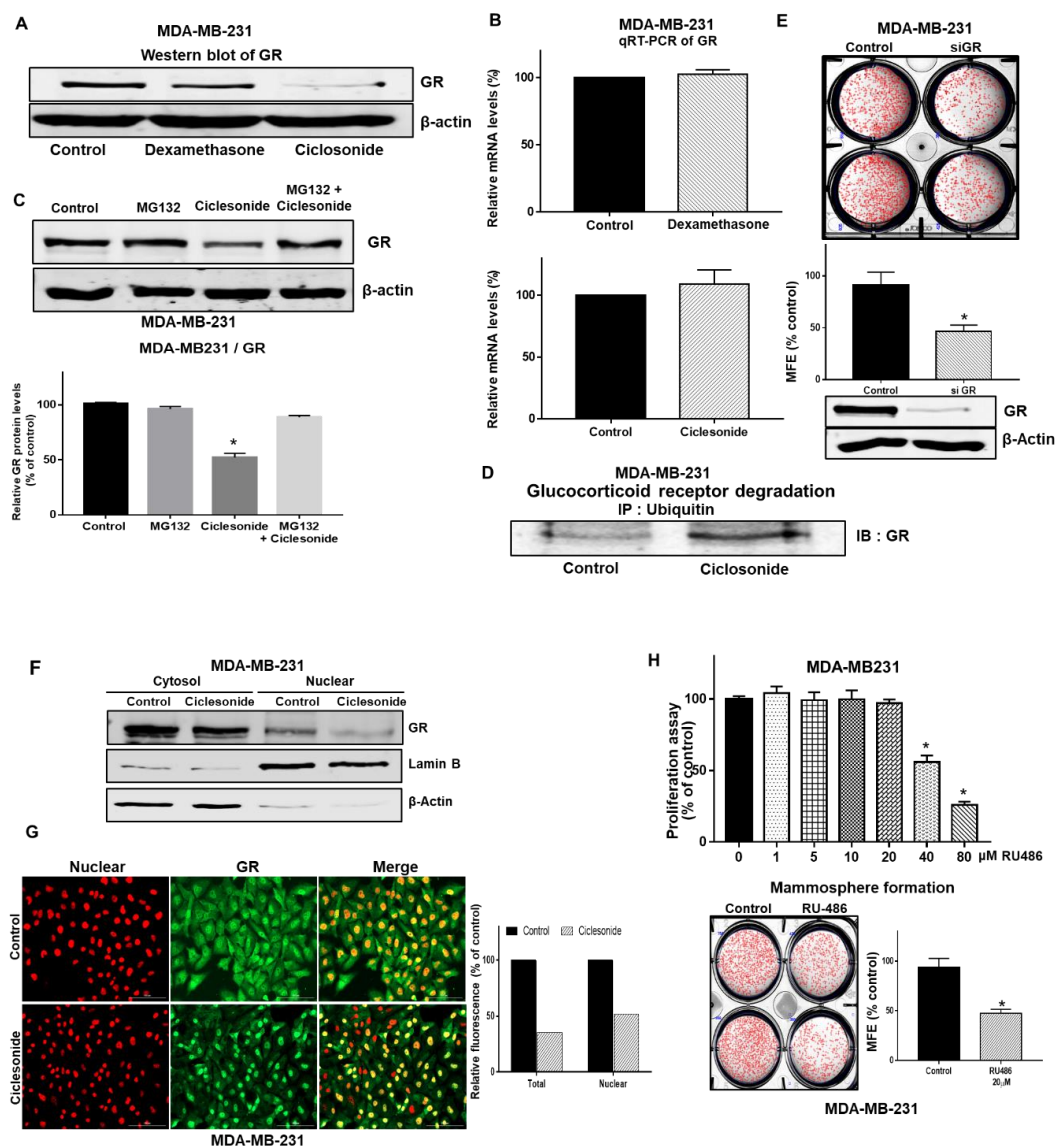 A
MDA-MB-231
Western blot of GR
GR
β-actin
Control Dexamethasone Ciclosonide
B
MDA-MB-231
qRT-PCR of GR
Relative mRNA levels (%)
100
50
0
Control Dexamethasone
Relative mRNA levels (%)
100
50
0
Control Ciclesonide
C
Control MG132 Ciclesonide MG132 + Ciclesonide
GR
β-actin
MDA-MB-231
MDA-MB231 / GR
Relative GR protein levels
(% of control)
100
50
0
*
Control MG132 Ciclesonide MG132
+ Ciclesonide
D
MDA-MB-231
Glucocorticoid receptor degradation
IP : Ubiquitin
IB : GR
Control Ciclosonide
E
MDA-MB-231
Control siGR
MFE (% control)
100
50
0
*
Control si GR
GR
β-Actin
F
MDA-MB-231
Cytosol Nuclear
Control Ciclesonide Control Ciclesonide
GR
Lamin B
β-Actin
G
Nuclear GR Merge
Control
Ciclesonide
MDA-MB-231
Control Ciclesonide
Relative fluorescence (% of control)
100
50
0
Total Nuclear
H
MDA-MB231
Proliferation assay
(% of control)
100
50
0
* *
0 1 5 10 20 40 80 µM RU486
Mammosphere formation
Control RU-486
MFE (% control)
100
50
0
*
Control RU486
20µM
MDA-MB-231